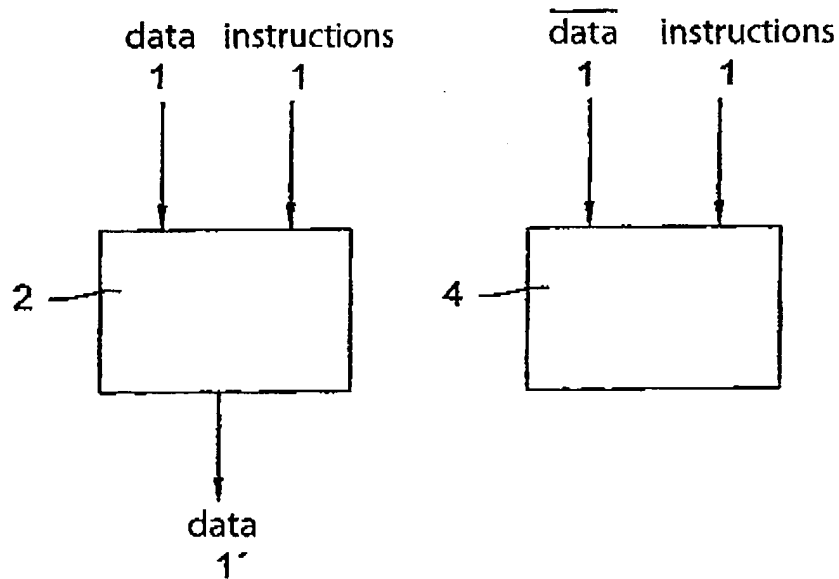 data instructions
1 1
data instructions
1 1
2
4
data
1′